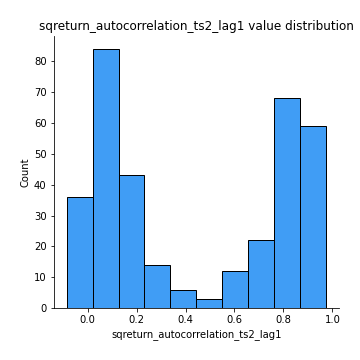 sqreturn_autocorrelation_ts2_lag1 value distribution
80
70
60
50
40
30
20
10
0
Count
0.0 0.2 0.4 0.6 0.8 1.0
sqreturn_autocorrelation_ts2_lag1